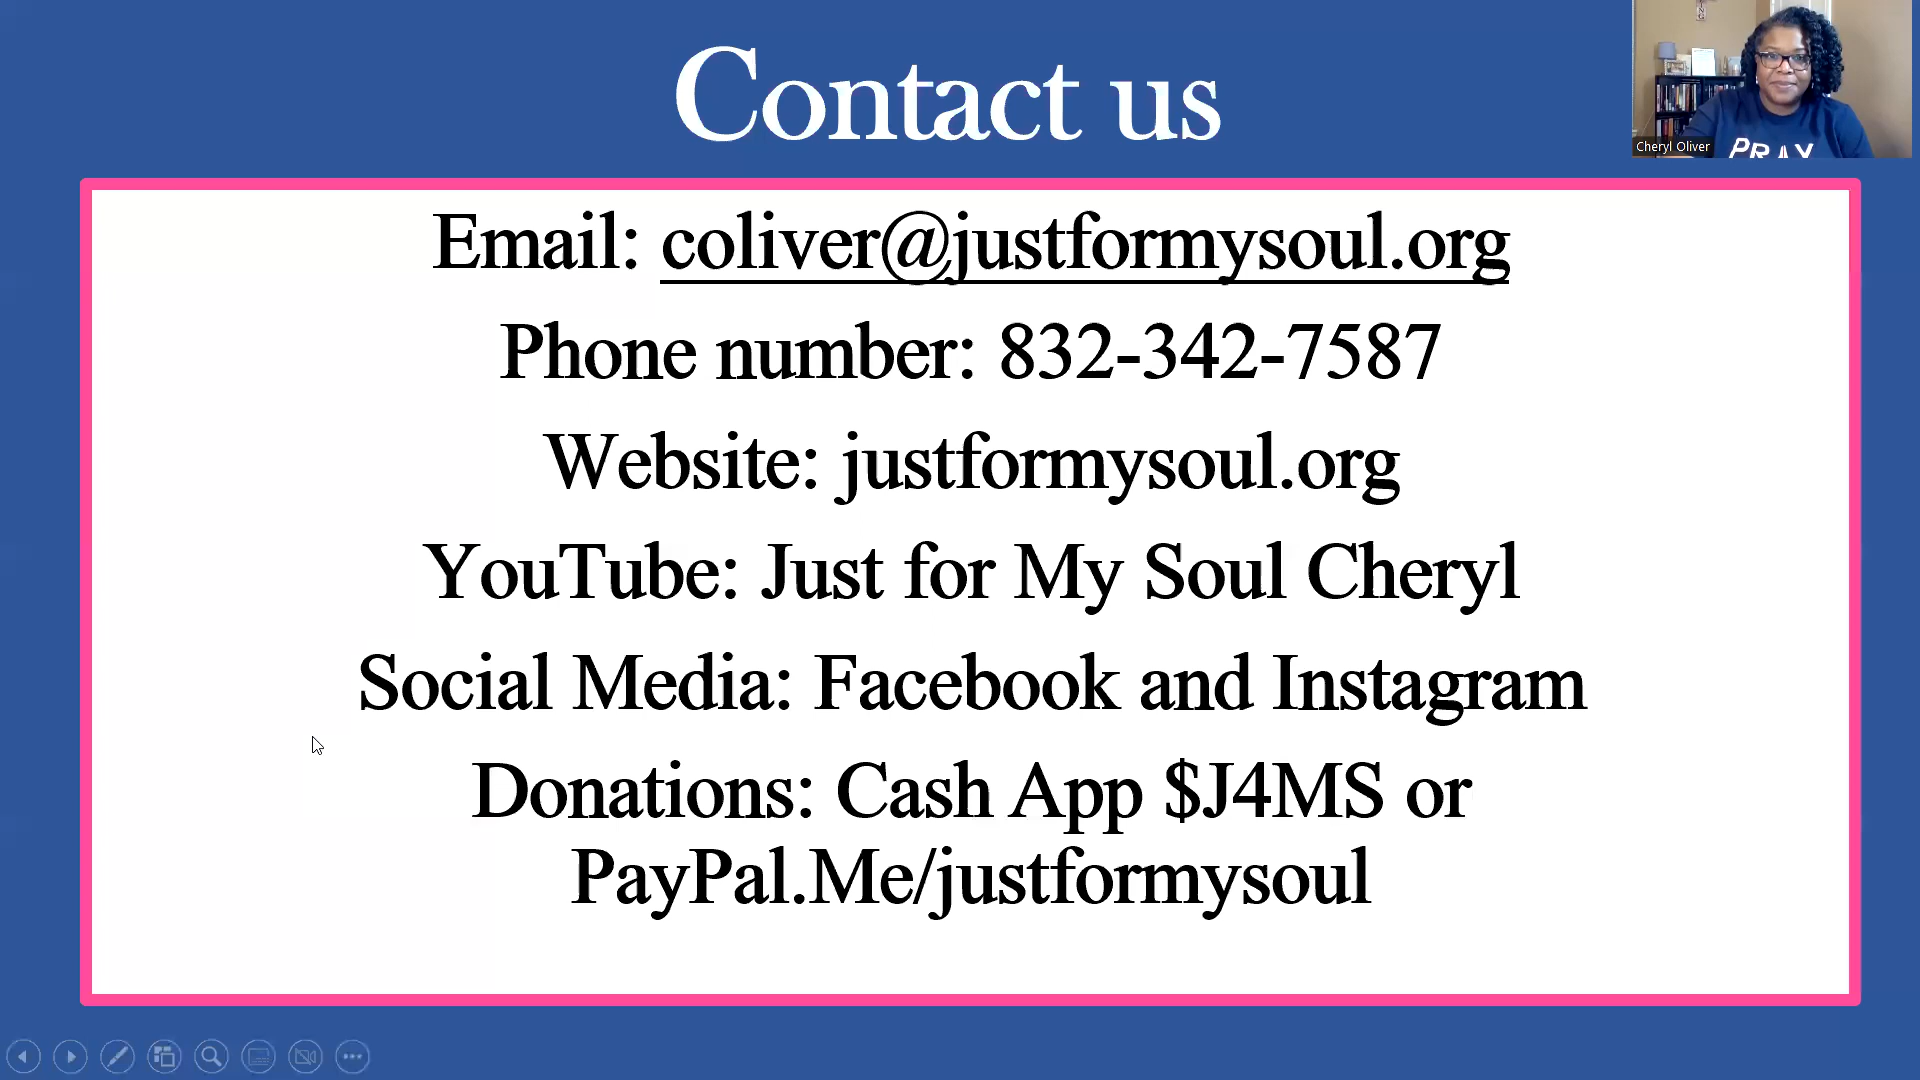 Contact us
Cheryl Oliver
PRAY
Email: coliver@justformysoul.org
Phone number: 832-342-7587
Website: justformysoul.org
YouTube: Just for My Soul Cheryl
Social Media: Facebook and Instagram
Donations: Cash App $J4MS or
PayPal.Me/justformysoul